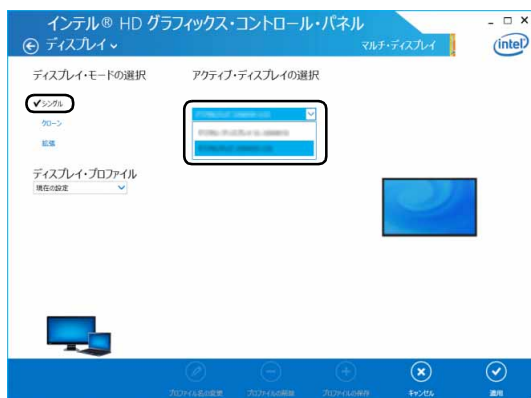 インテル® HD グラフィックス・コントロール・パネル
ディスプレイ
マルチ・ディスプレイ
intel
ディスプレイ・モードの選択
アクティブ・ディスプレイの選択
シングル
クローン
拡張
ディスプレイ・プロファイル
現在の設定
プロファイル名の変更
プロファイルの削除
プロファイルの保存
キャンセル
適用